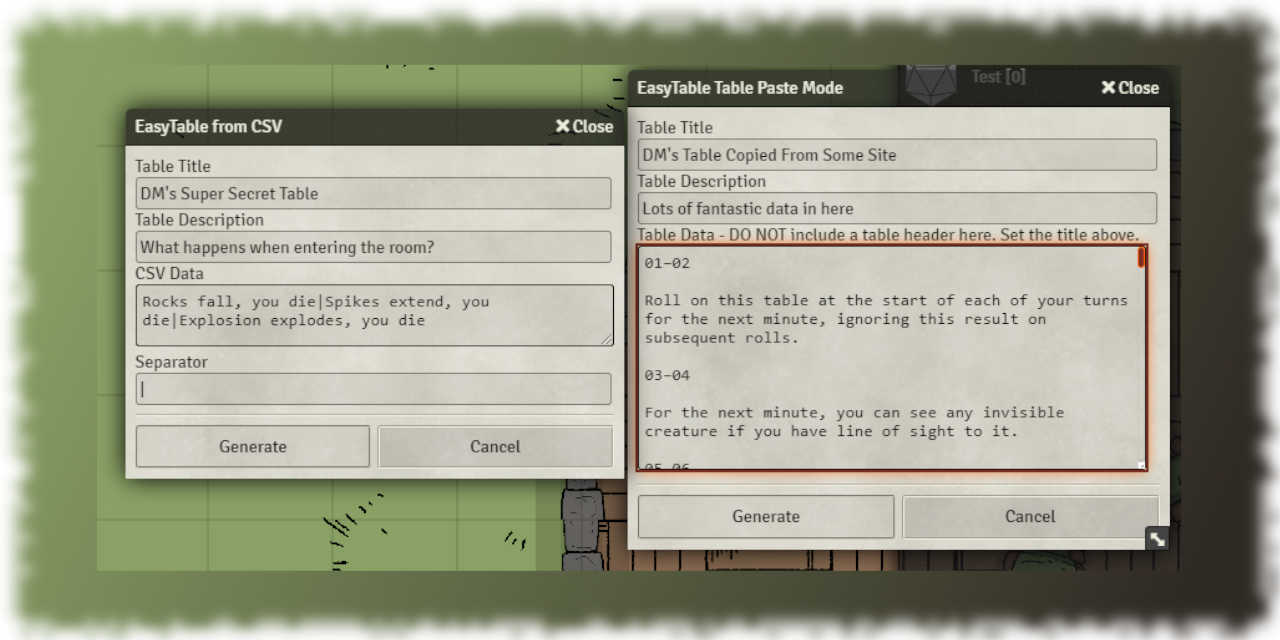 EasyTable from CSV
Close
Table Title
DM's Super Secret Table
Table Description
What happens when entering the room?
CSV Data
Rocks fall, you die|Spikes extend, you
die|Explosion explodes, you die
Separator
|
Generate
Cancel
Test [0]
EasyTable Table Paste Mode
Close
Table Title
DM's Table Copied From Some Site
Table Description
Lots of fantastic data in here
Table Data - DO NOT include a table header here. Set the title above.
01-02
Roll on this table at the start of each of your turns
for the next minute, ignoring this result on
subsequent rolls.
03-04
For the next minute, you can see any invisible
creature if you have line of sight to it.
05-06
Generate
Cancel